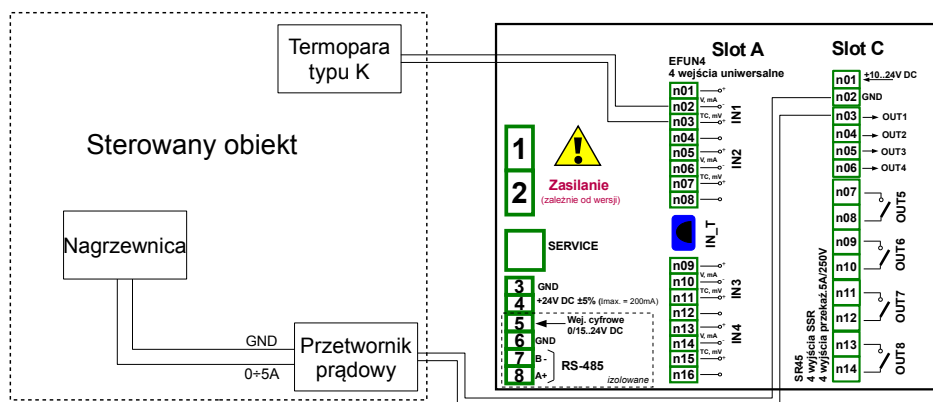 Termopara
typu K
Sterowany obiekt
Nagrzewnica
GND
0÷5A
Przetwornik
prądowy
1
2
Zasilanie
(zależnie od wersji)
SERVICE
3 GND
4 +24V DC ±5% (Imax. = 200mA)
5 Wej. cyfrowe
0/15..24V DC
6 GND
7 B -
8 A+
RS-485
izolowane
Slot A
EFUN4
4 wejścia uniwersalne
n01 +
V, mA
n02 -
TC, mV
n03 +
n04
IN1
n05 +
V, mA
n06 -
TC, mV
n07 +
n08
IN2
IN_T
n09 +
V, mA
n10 -
TC, mV
n11 +
n12
IN3
n13 +
V, mA
n14 -
TC, mV
n15 +
n16
IN4
Slot C
n01 +10..24V DC
n02 GND
n03 OUT1
n04 OUT2
n05 OUT3
n06 OUT4
n07
n08
OUT5
n09
n10
OUT6
n11
n12
OUT7
n13
n14
OUT8
SR45
4 wyjścia SSR
4 wyjścia przekaź.5A/250V